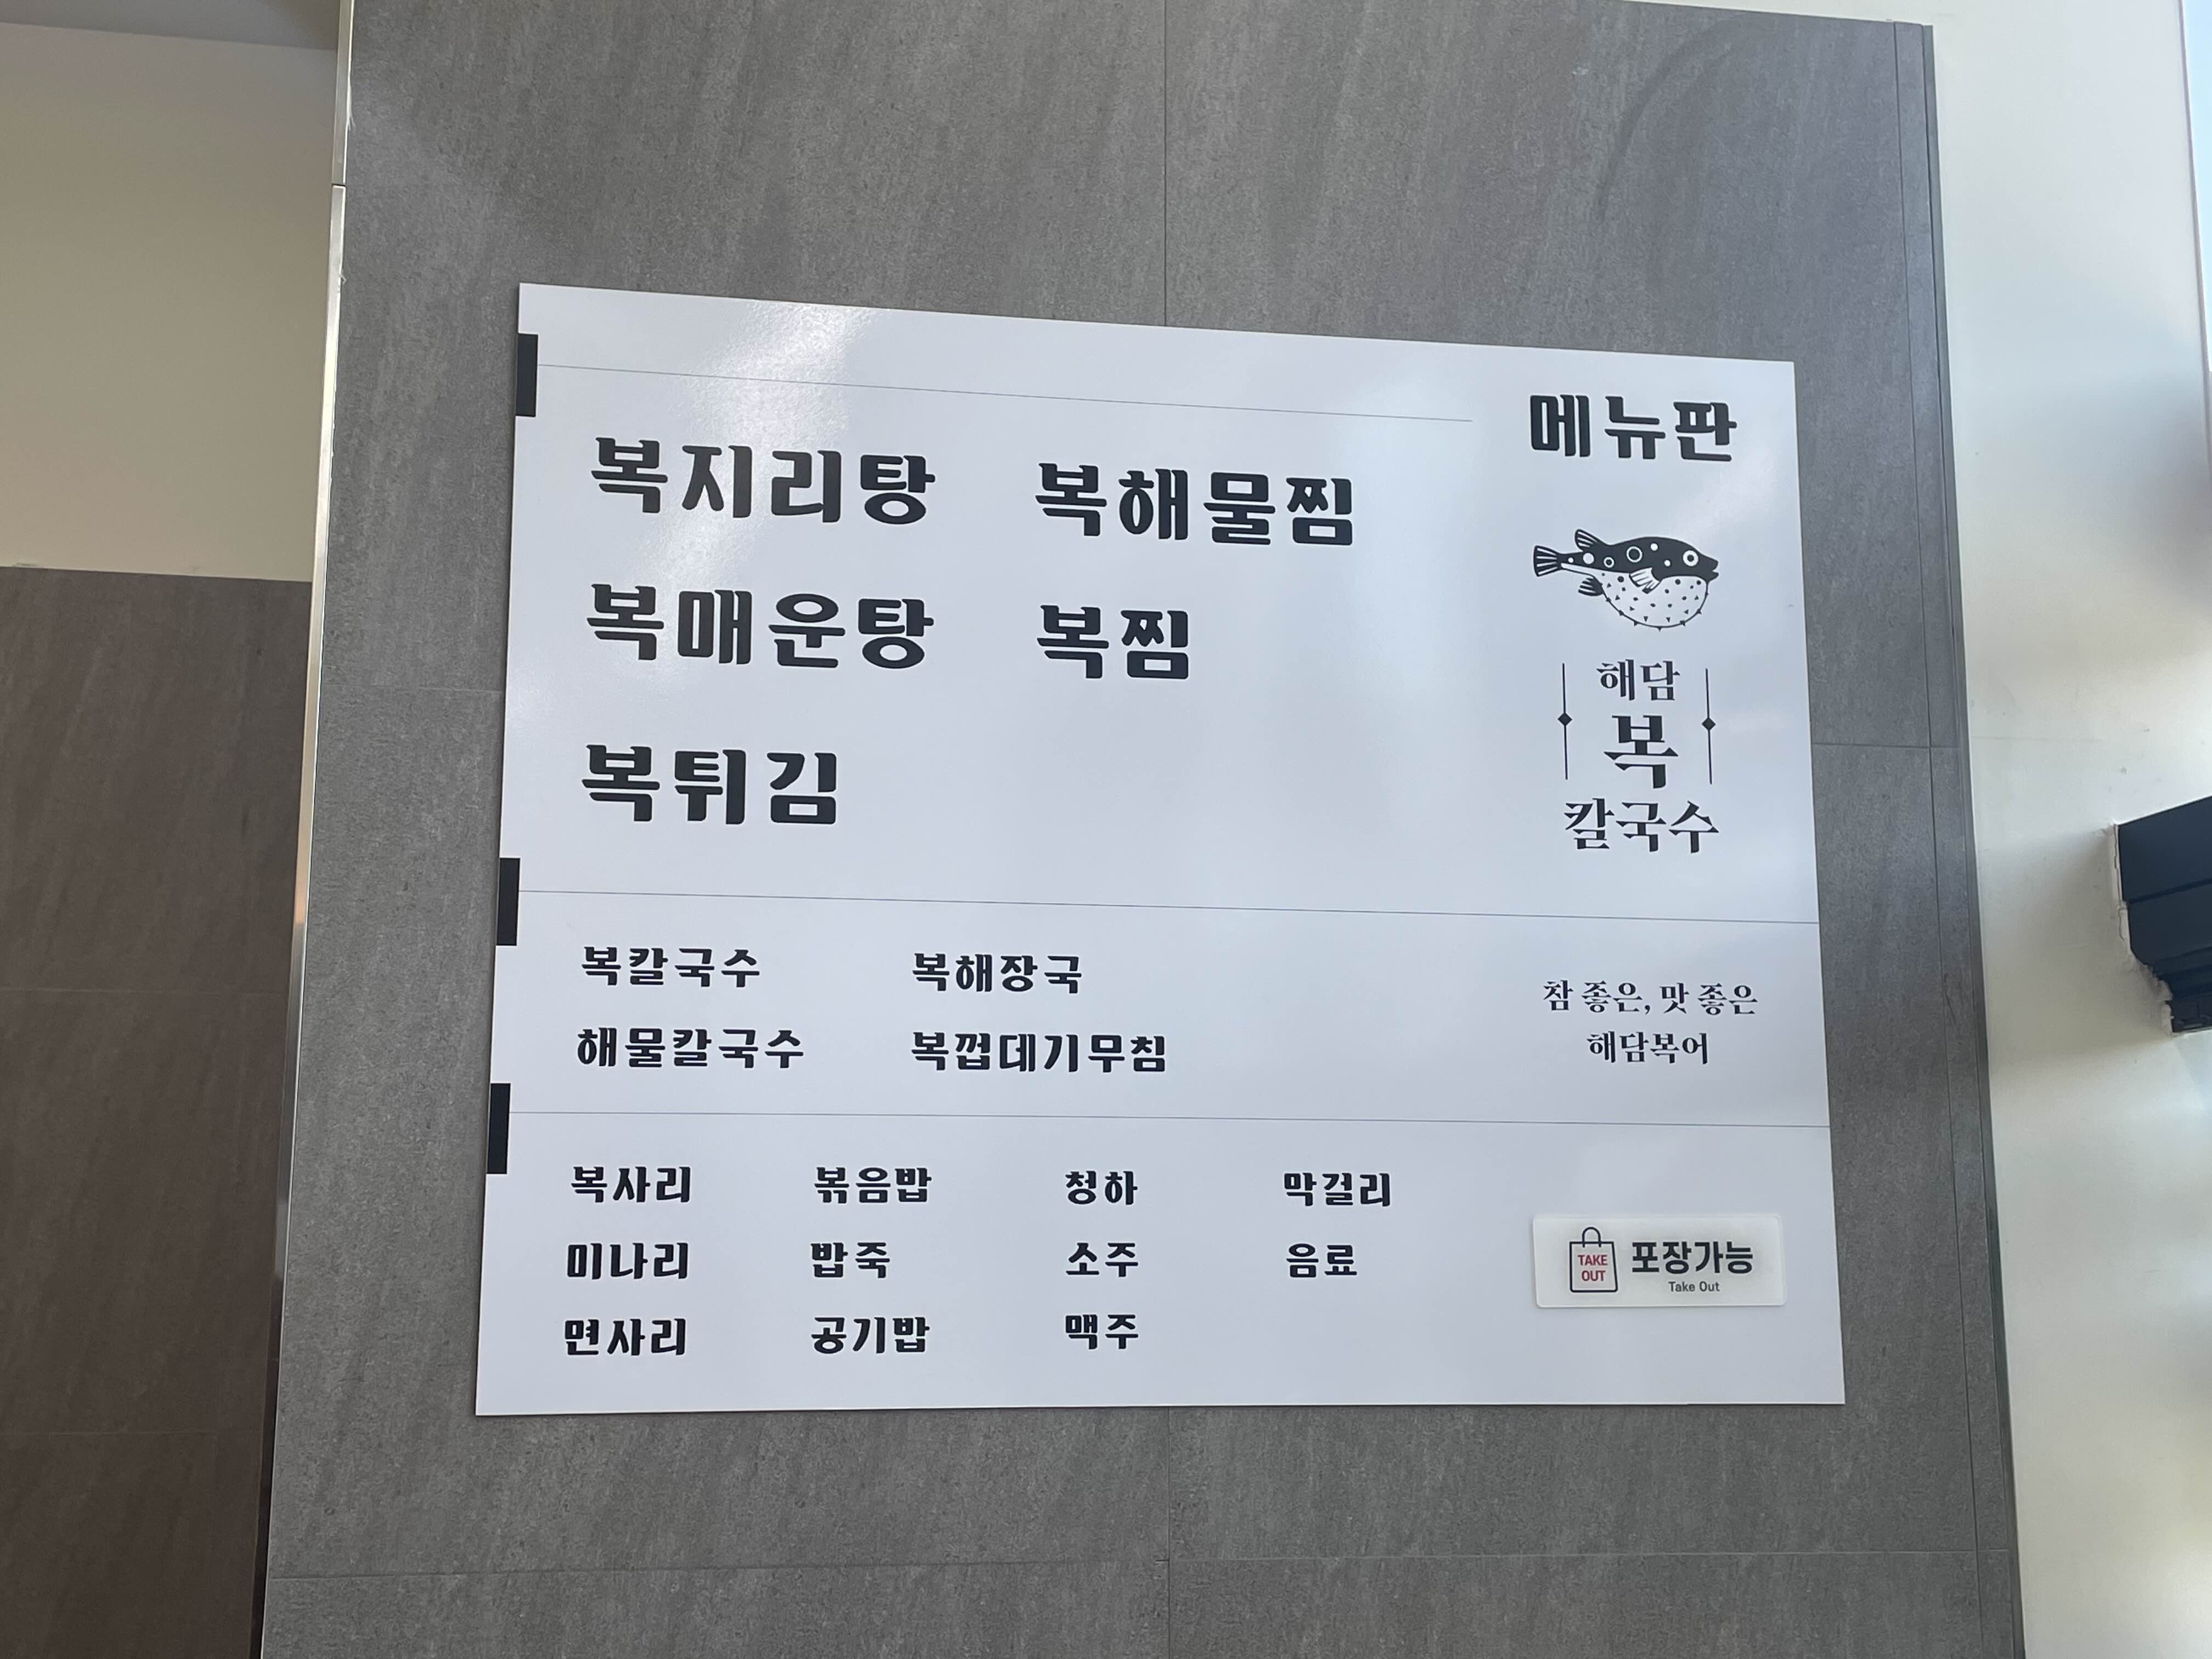 메뉴판
복지리탕 복해물찜
복매운탕 복찜
복튀김
해담
복
칼국수
복칼국수 복해장국
해물칼국수 복껍데기무침
참 좋은, 맛 좋은
해담복어
복사리 볶음밥 청하 막걸리
미나리 밥죽 소주 음료
면사리 공기밥 맥주
TAKE
OUT
포장가능
Take Out